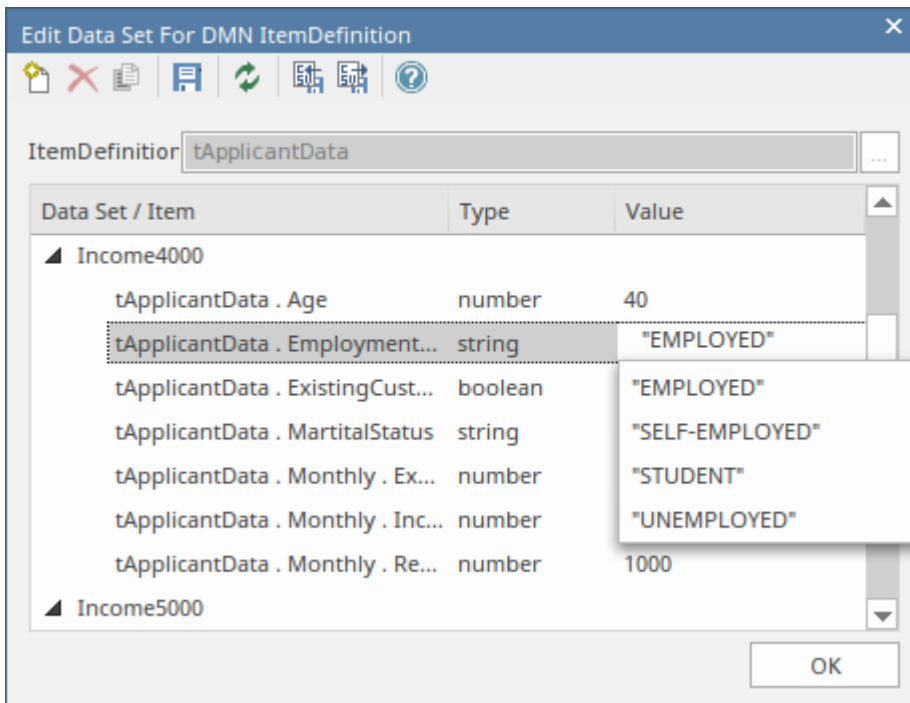 Edit Data Set For DMN ItemDefinition
ItemDefinition tApplicantData ...
Data Set / Item Type Value
Income4000
tApplicantData . Age number 40
tApplicantData . Employment... string "EMPLOYED"
tApplicantData . ExistingCust... boolean "EMPLOYED"
tApplicantData . MartitalStatus string "SELF-EMPLOYED"
tApplicantData . Monthly . Ex... number "STUDENT"
tApplicantData . Monthly . Inc... number "UNEMPLOYED"
tApplicantData . Monthly . Re... number 1000
Income5000
OK